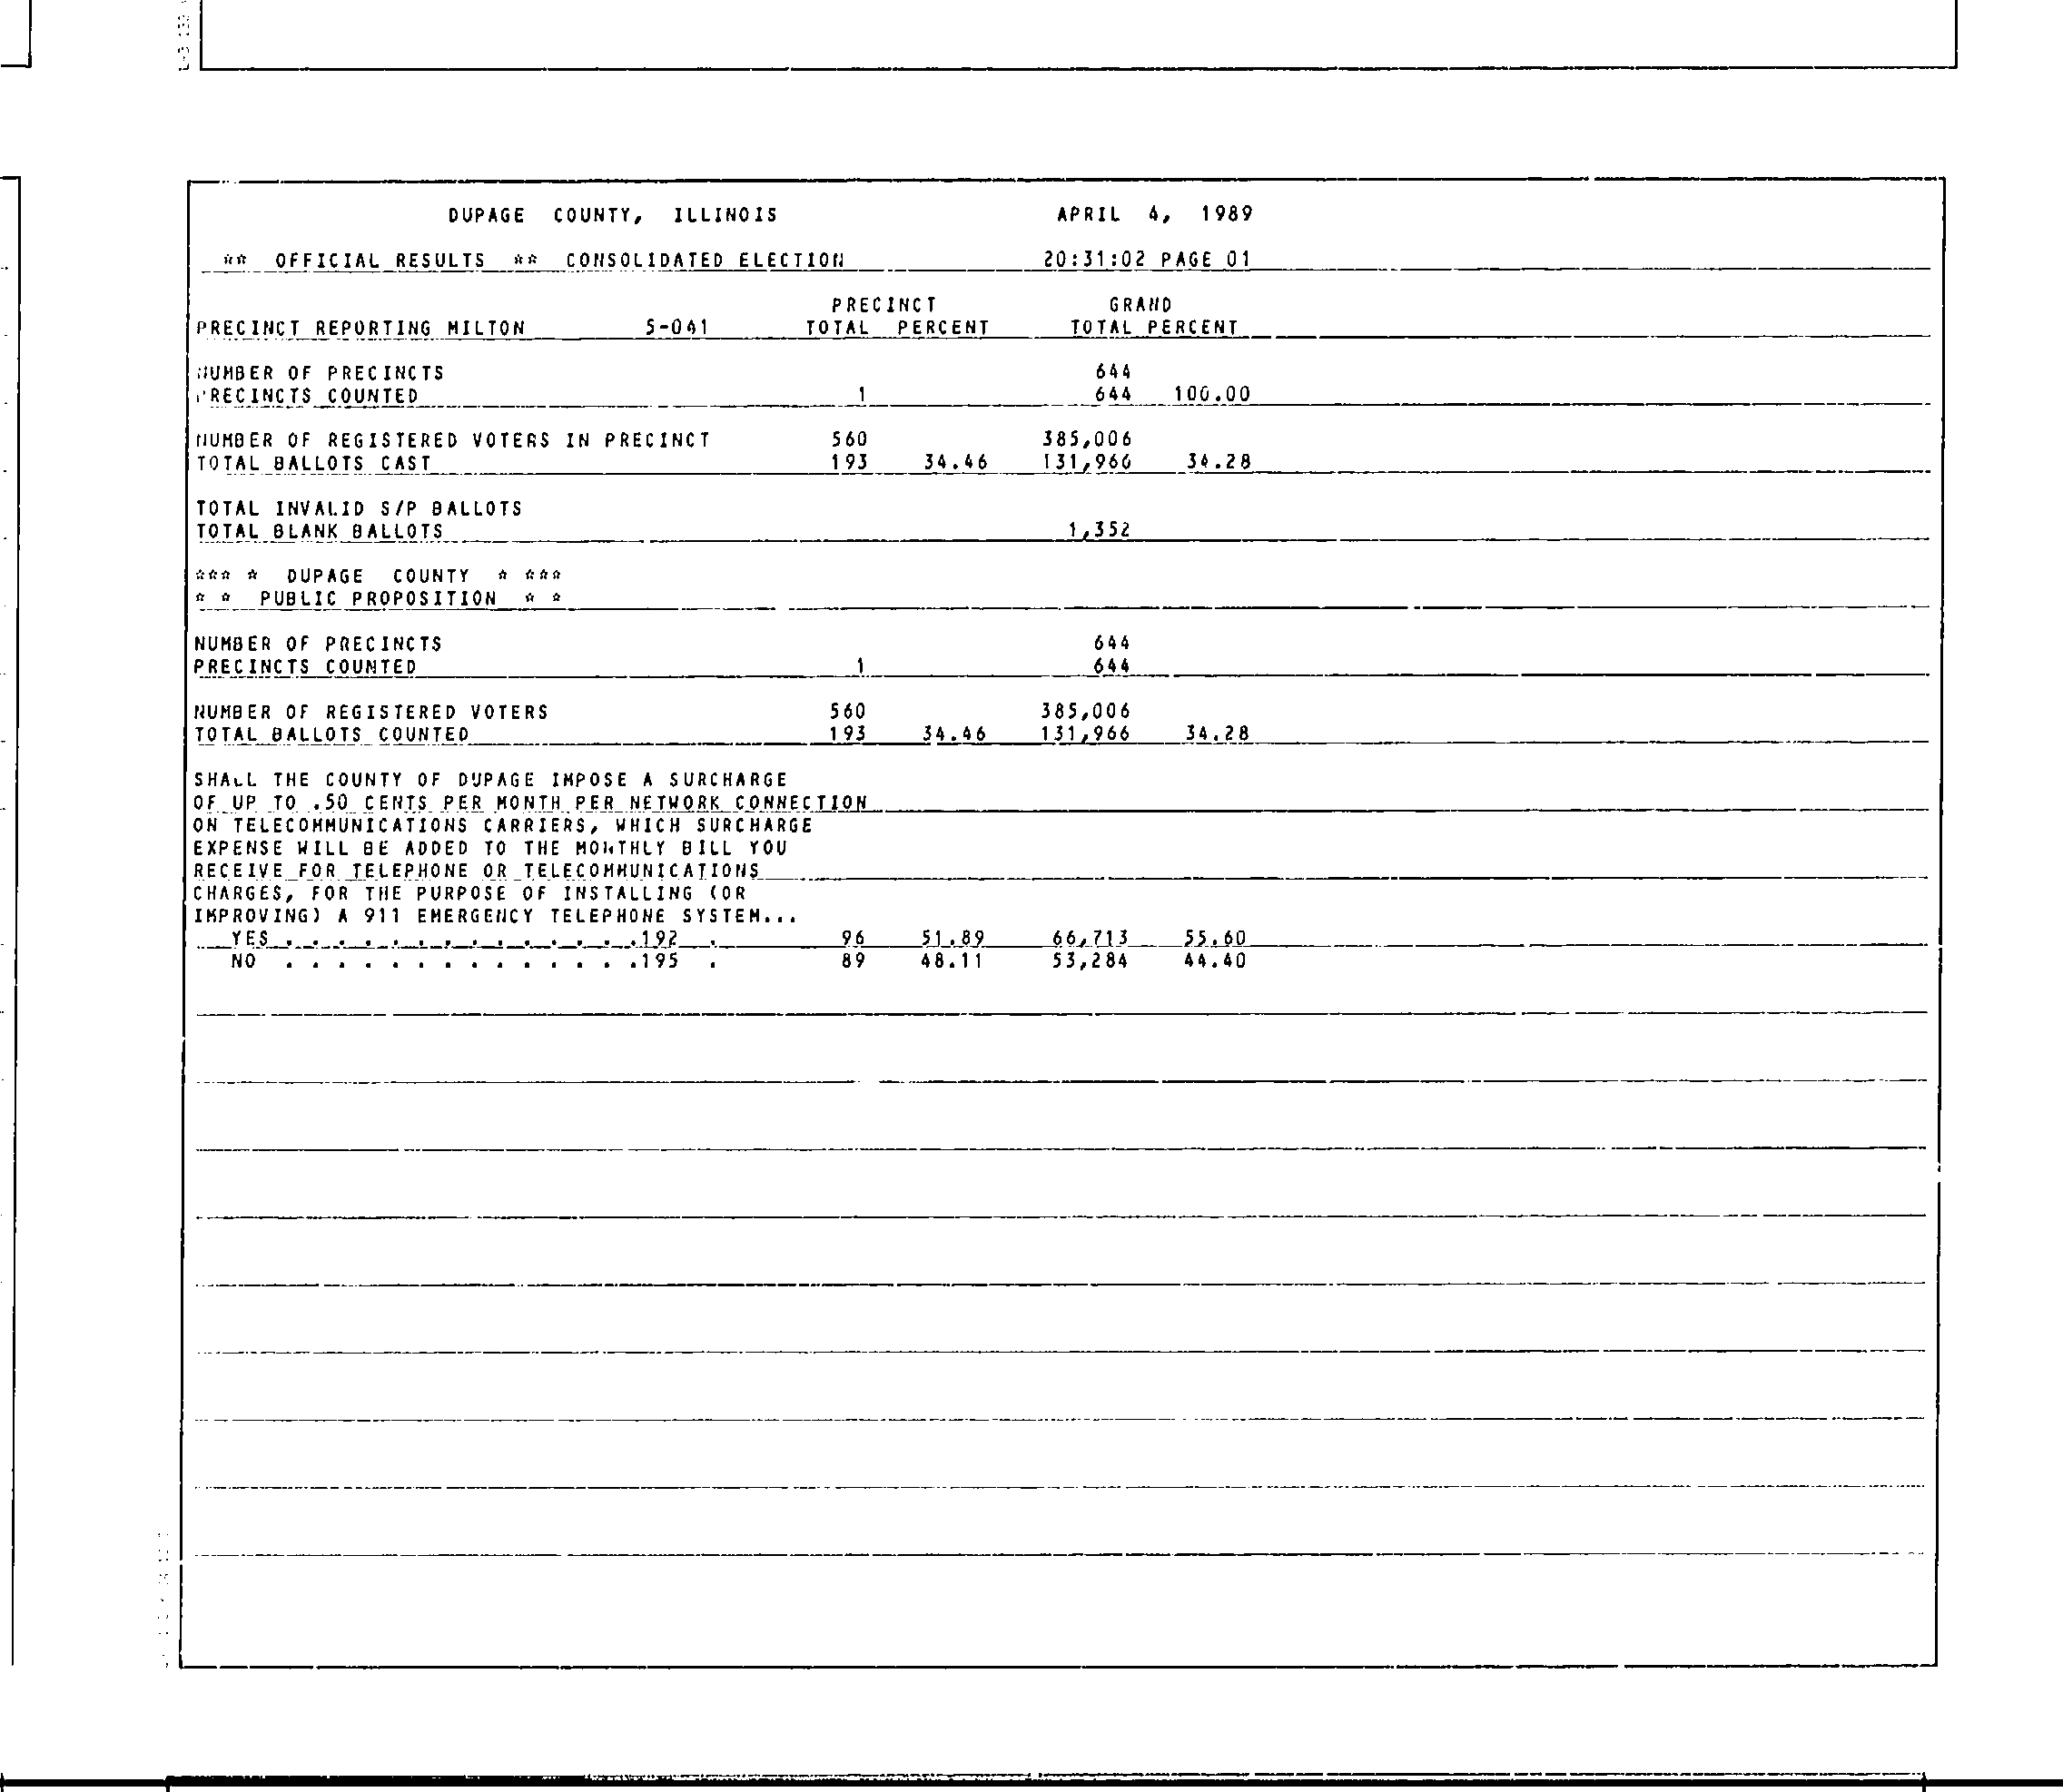 DUPAGE COUNTY, ILLINOIS APRIL 4, 1989
** OFFICIAL RESULTS ** CONSOLIDATED ELECTION 20:31:02 PAGE 01
PRECINCT GRAND
PRECINCT REPORTING MILTON 5-041 TOTAL PERCENT TOTAL PERCENT
NUMBER OF PRECINCTS 644
PRECINCTS COUNTED 1 644 100.00
NUMBER OF REGISTERED VOTERS IN PRECINCT 560 385,006
TOTAL BALLOTS CAST 193 34.46 131,966 34.28
TOTAL INVALID S/P BALLOTS
TOTAL BLANK BALLOTS 1,352
*** * DUPAGE COUNTY * ***
* * PUBLIC PROPOSITION * *
NUMBER OF PRECINCTS 644
PRECINCTS COUNTED 1 644
NUMBER OF REGISTERED VOTERS 560 385,006
TOTAL BALLOTS COUNTED 193 34.46 131,966 34.28
SHALL THE COUNTY OF DUPAGE IMPOSE A SURCHARGE
OF UP TO .50 CENTS PER MONTH PER NETWORK CONNECTION
ON TELECOMMUNICATIONS CARRIERS, WHICH SURCHARGE
EXPENSE WILL BE ADDED TO THE MONTHLY BILL YOU
RECEIVE FOR TELEPHONE OR TELECOMMUNICATIONS
CHARGES, FOR THE PURPOSE OF INSTALLING (OR
IMPROVING) A 911 EMERGENCY TELEPHONE SYSTEM...
YES . . . . . . . . . . . . . .192 . 96 51.89 66,713 55.60
NO . . . . . . . . . . . . . .195 . 89 48.11 53,284 44.40